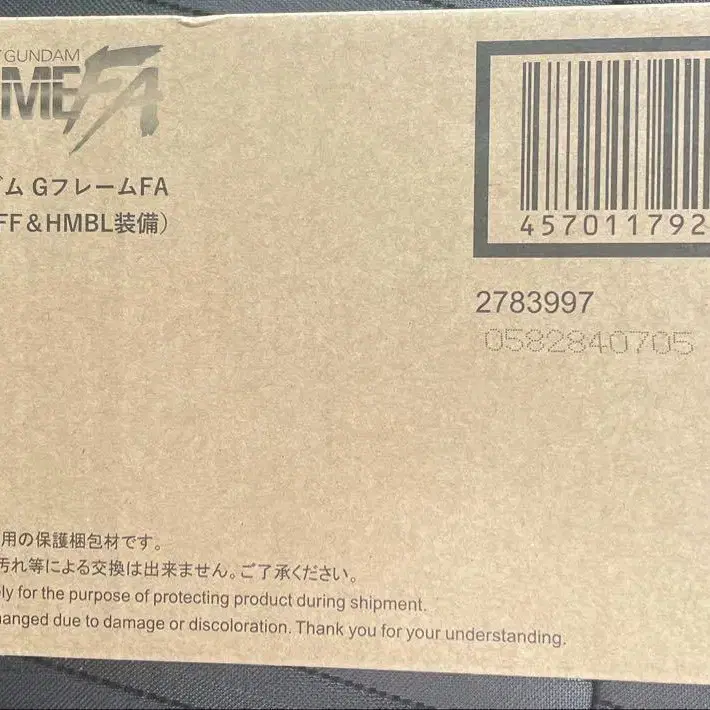 GUNDAM
MEFA
ム GフレームFA
FF&HMBL装備)
457011792
2783997
0582840705
用の保護梱包材です。
汚れ等による交換は出来ません。ご了承ください。
ly for the purpose of protecting product during shipment.
hanged due to damage or discoloration. Thank you for your understanding.